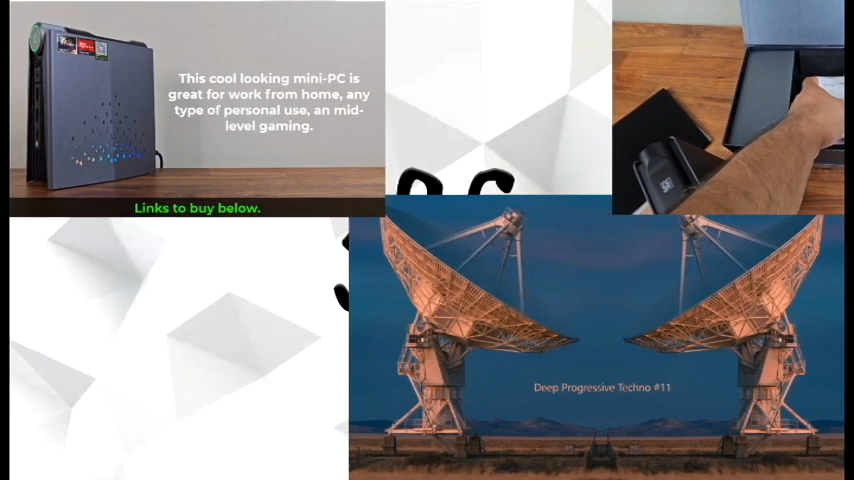 This cool looking mini-PC is
great for work from home, any
type of personal use, an mid-
level gaming.
Links to buy below.
Deep Progressive Techno #11